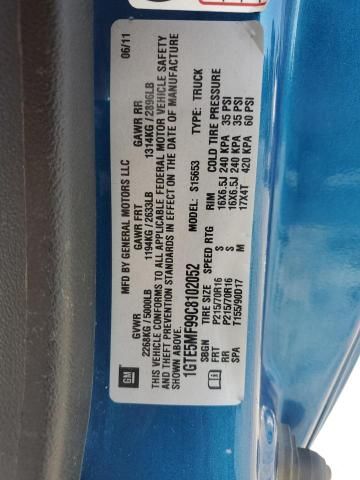 MFD BY GENERAL MOTORS LLC 06/11
GVWR GAWR FRT GAWR RR
2268KG/5000LB 1194KG/2633LB 1314KG/2896LB
THIS VEHICLE CONFORMS TO ALL APPLICABLE FEDERAL MOTOR VEHICLE SAFETY
AND THEFT PREVENTION STANDARDS IN EFFECT ON THE DATE OF MANUFACTURE
SHOWN ABOVE.
GM
1GTE5MF99C8102052 MODEL: S15653 TYPE: TRUCK
SBGN TIRE SIZE SPEED RTG RIM COLD TIRE PRESSURE
FRT P215/70R16 S 16X6.5J 240 KPA 35 PSI
RR P215/70R16 S 16X6.5J 240 KPA 35 PSI
SPA T155/90D17 M 17X4T 420 KPA 60 PSI